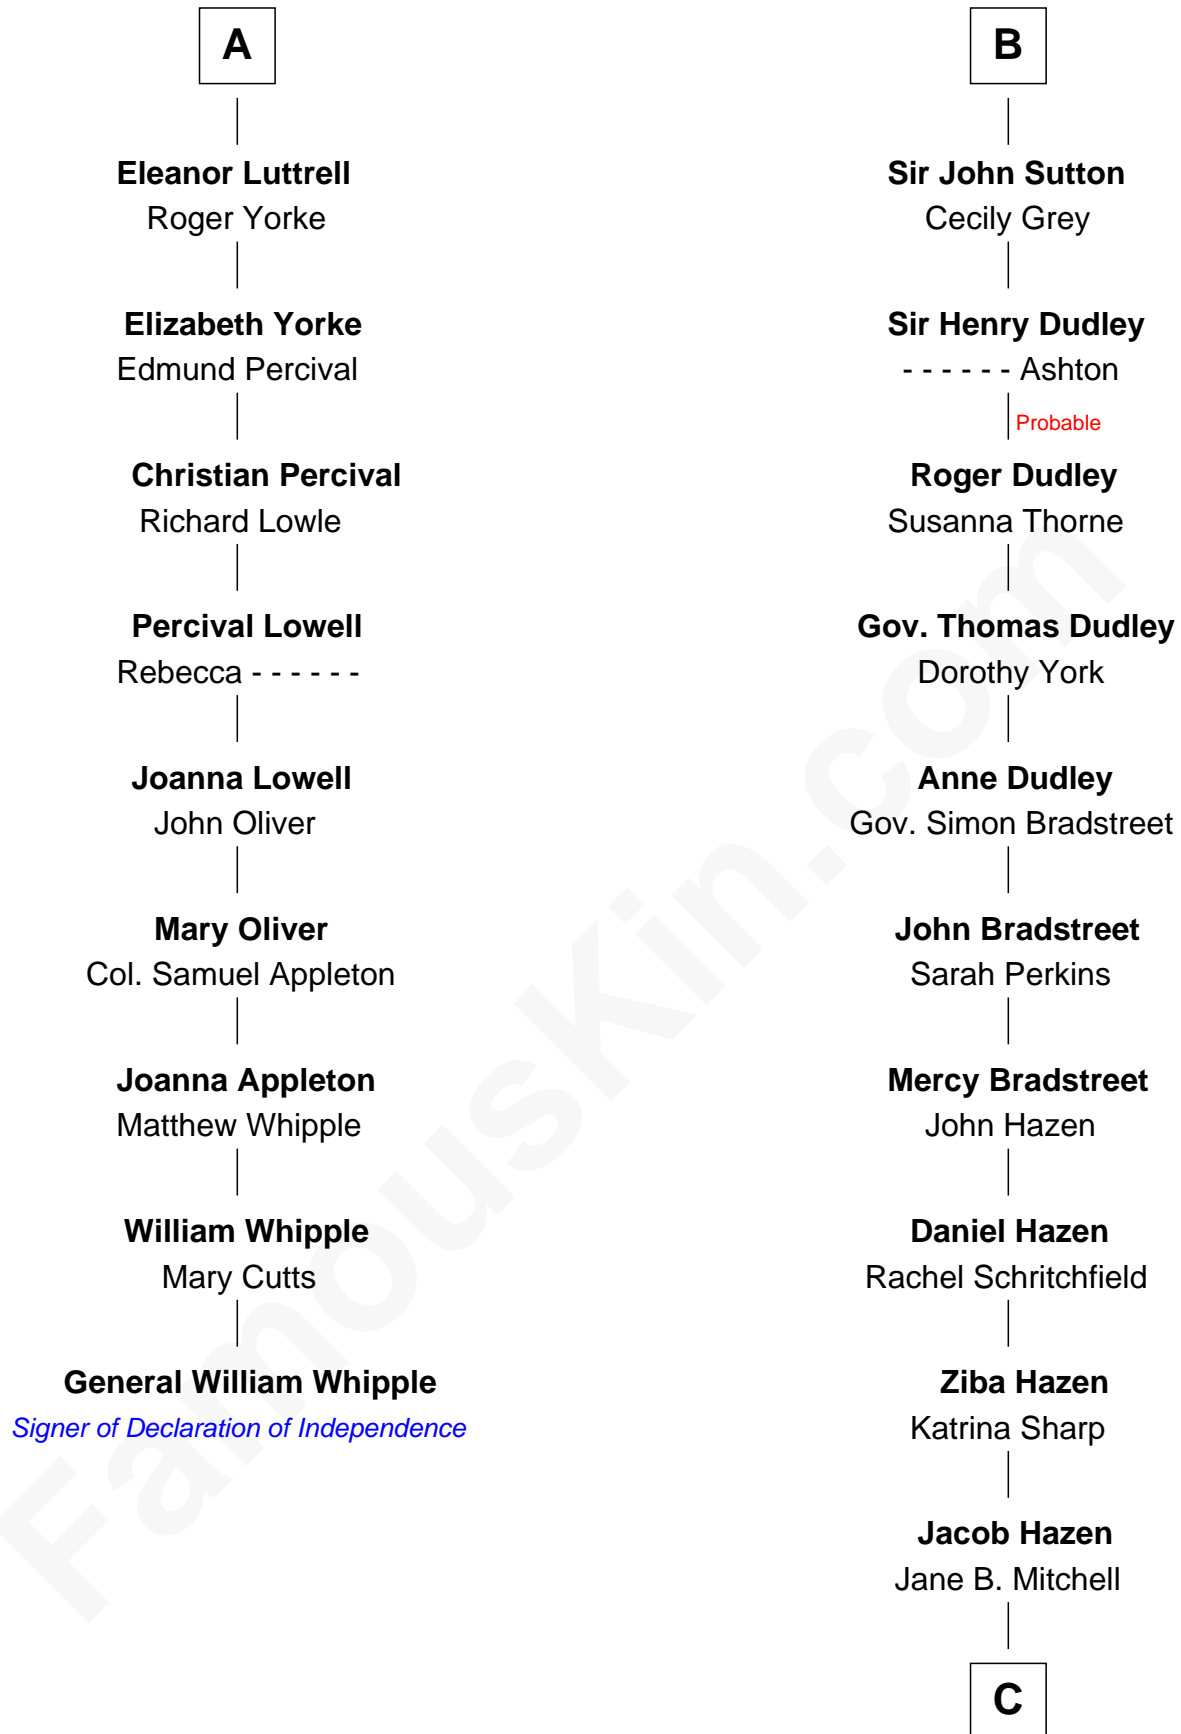 A
Eleanor Luttrell
Roger Yorke
Elizabeth Yorke
Edmund Percival
Christian Percival
Richard Lowle
Percival Lowell
Rebecca - - - - - -
Joanna Lowell
John Oliver
Mary Oliver
Col. Samuel Appleton
Joanna Appleton
Matthew Whipple
William Whipple
Mary Cutts
General William Whipple
Signer of Declaration of Independence
B
Sir John Sutton
Cecily Grey
Sir Henry Dudley
- - - - - - Ashton
Probable
Roger Dudley
Susanna Thorne
Gov. Thomas Dudley
Dorothy York
Anne Dudley
Gov. Simon Bradstreet
John Bradstreet
Sarah Perkins
Mercy Bradstreet
John Hazen
Daniel Hazen
Rachel Schritchfield
Ziba Hazen
Katrina Sharp
Jacob Hazen
Jane B. Mitchell
C
FamousKin.com